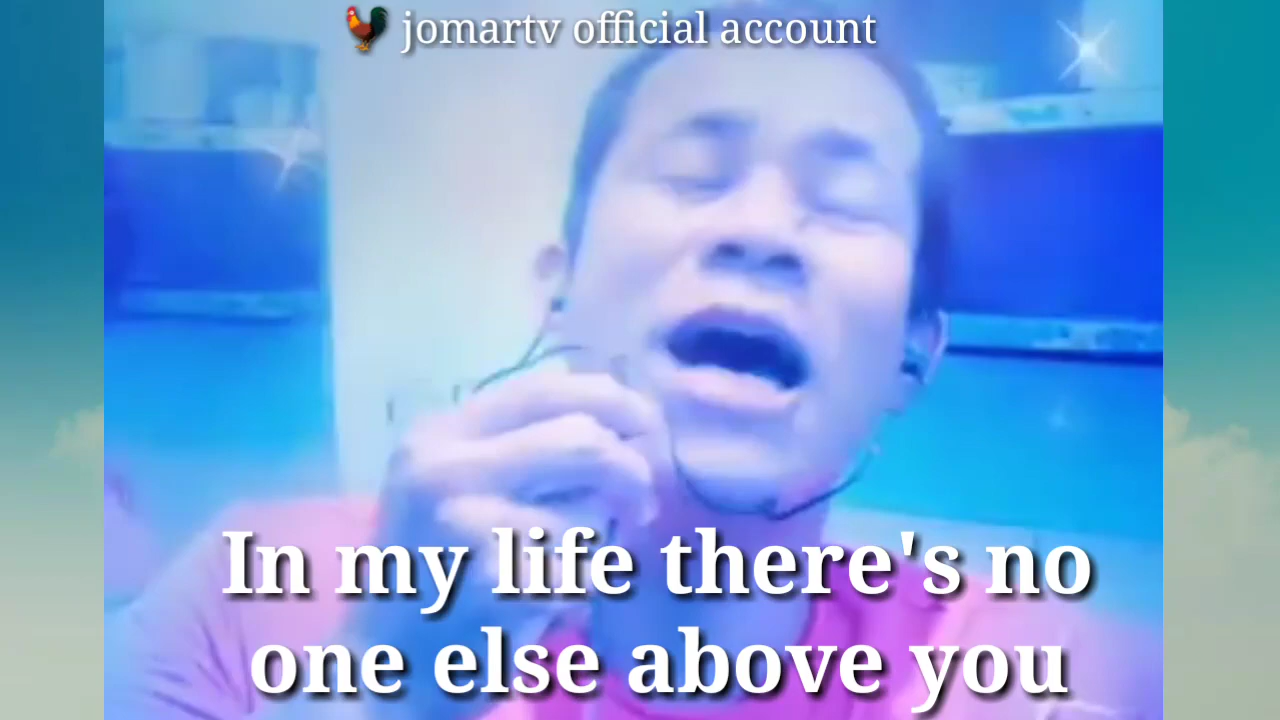 🐓 jomartv official account
In my life there's no
one else above you